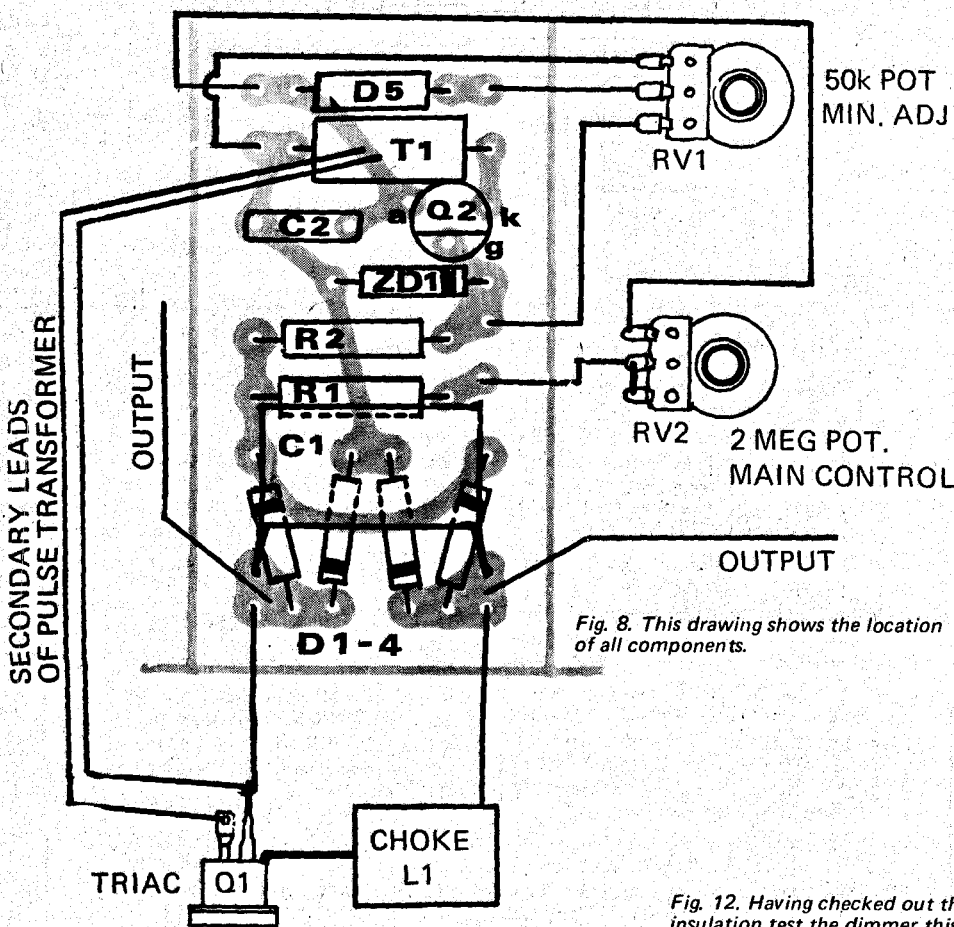 D5
50k POT
MIN. ADJ
T1
RV1
C2
a
Q2
k
g
ZD1
R2
R1
C1
RV2
2 MEG POT.
MAIN CONTROL
OUTPUT
SECONDARY LEADS
OF PULSE TRANSFORMER
OUTPUT
Fig. 8. This drawing shows the location
of all components.
D1-4
CHOKE
L1
TRIAC
Q1
Fig. 12. Having checked out
insulation test the dimmer